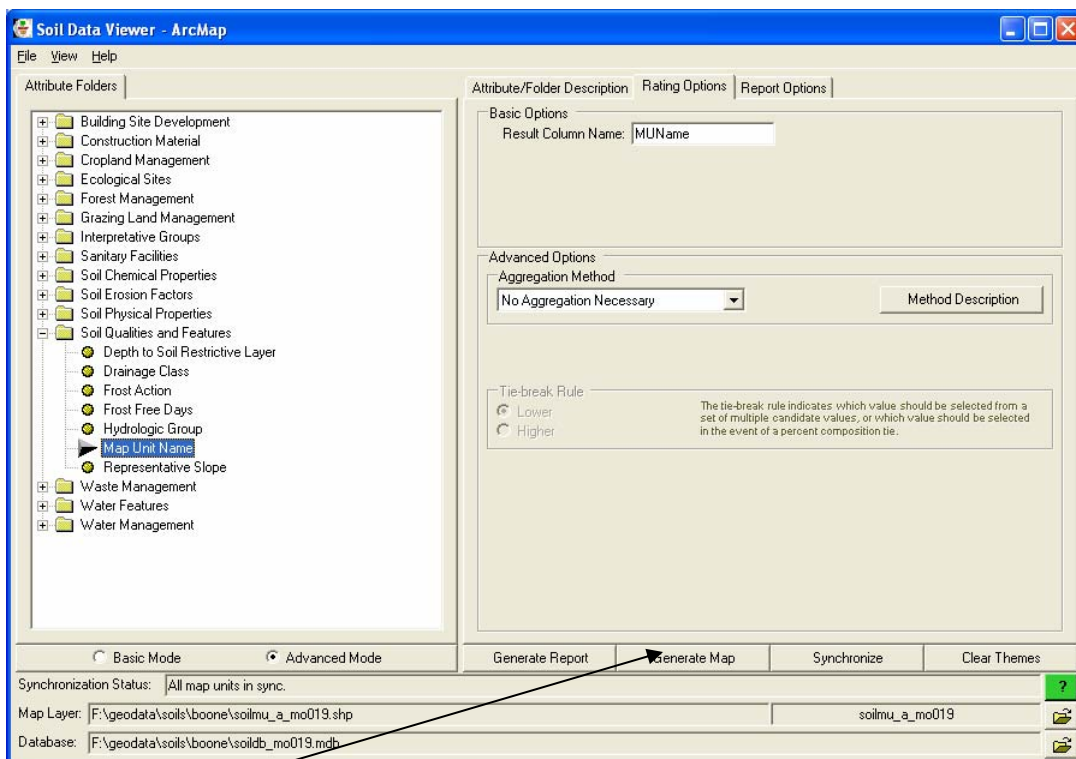 Soil Data Viewer - ArcMap
File View Help
Attribute Folders
Building Site Development
Construction Material
Cropland Management
Ecological Sites
Forest Management
Grazing Land Management
Interpretative Groups
Sanitary Facilities
Soil Chemical Properties
Soil Erosion Factors
Soil Physical Properties
Soil Qualities and Features
Depth to Soil Restrictive Layer
Drainage Class
Frost Action
Frost Free Days
Hydrologic Group
Map Unit Name
Representative Slope
Waste Management
Water Features
Water Management
Basic Mode Advanced Mode
Attribute/Folder Description Rating Options Report Options
Basic Options
Result Column Name: MUName
Advanced Options
Aggregation Method
No Aggregation Necessary Method Description
Tie-break Rule
Lower
Higher
The tie-break rule indicates which value should be selected from a
set of multiple candidate values, or which value should be selected
in the event of a percent composition tie.
Generate Report Generate Map Synchronize Clear Themes
Synchronization Status: All map units in sync. ?
Map Layer: F:\geodata\soils\boone\soilmu_a_mo019.shp soilmu_a_mo019
Database: F:\geodata\soils\boone\soildb_mo019.mdb